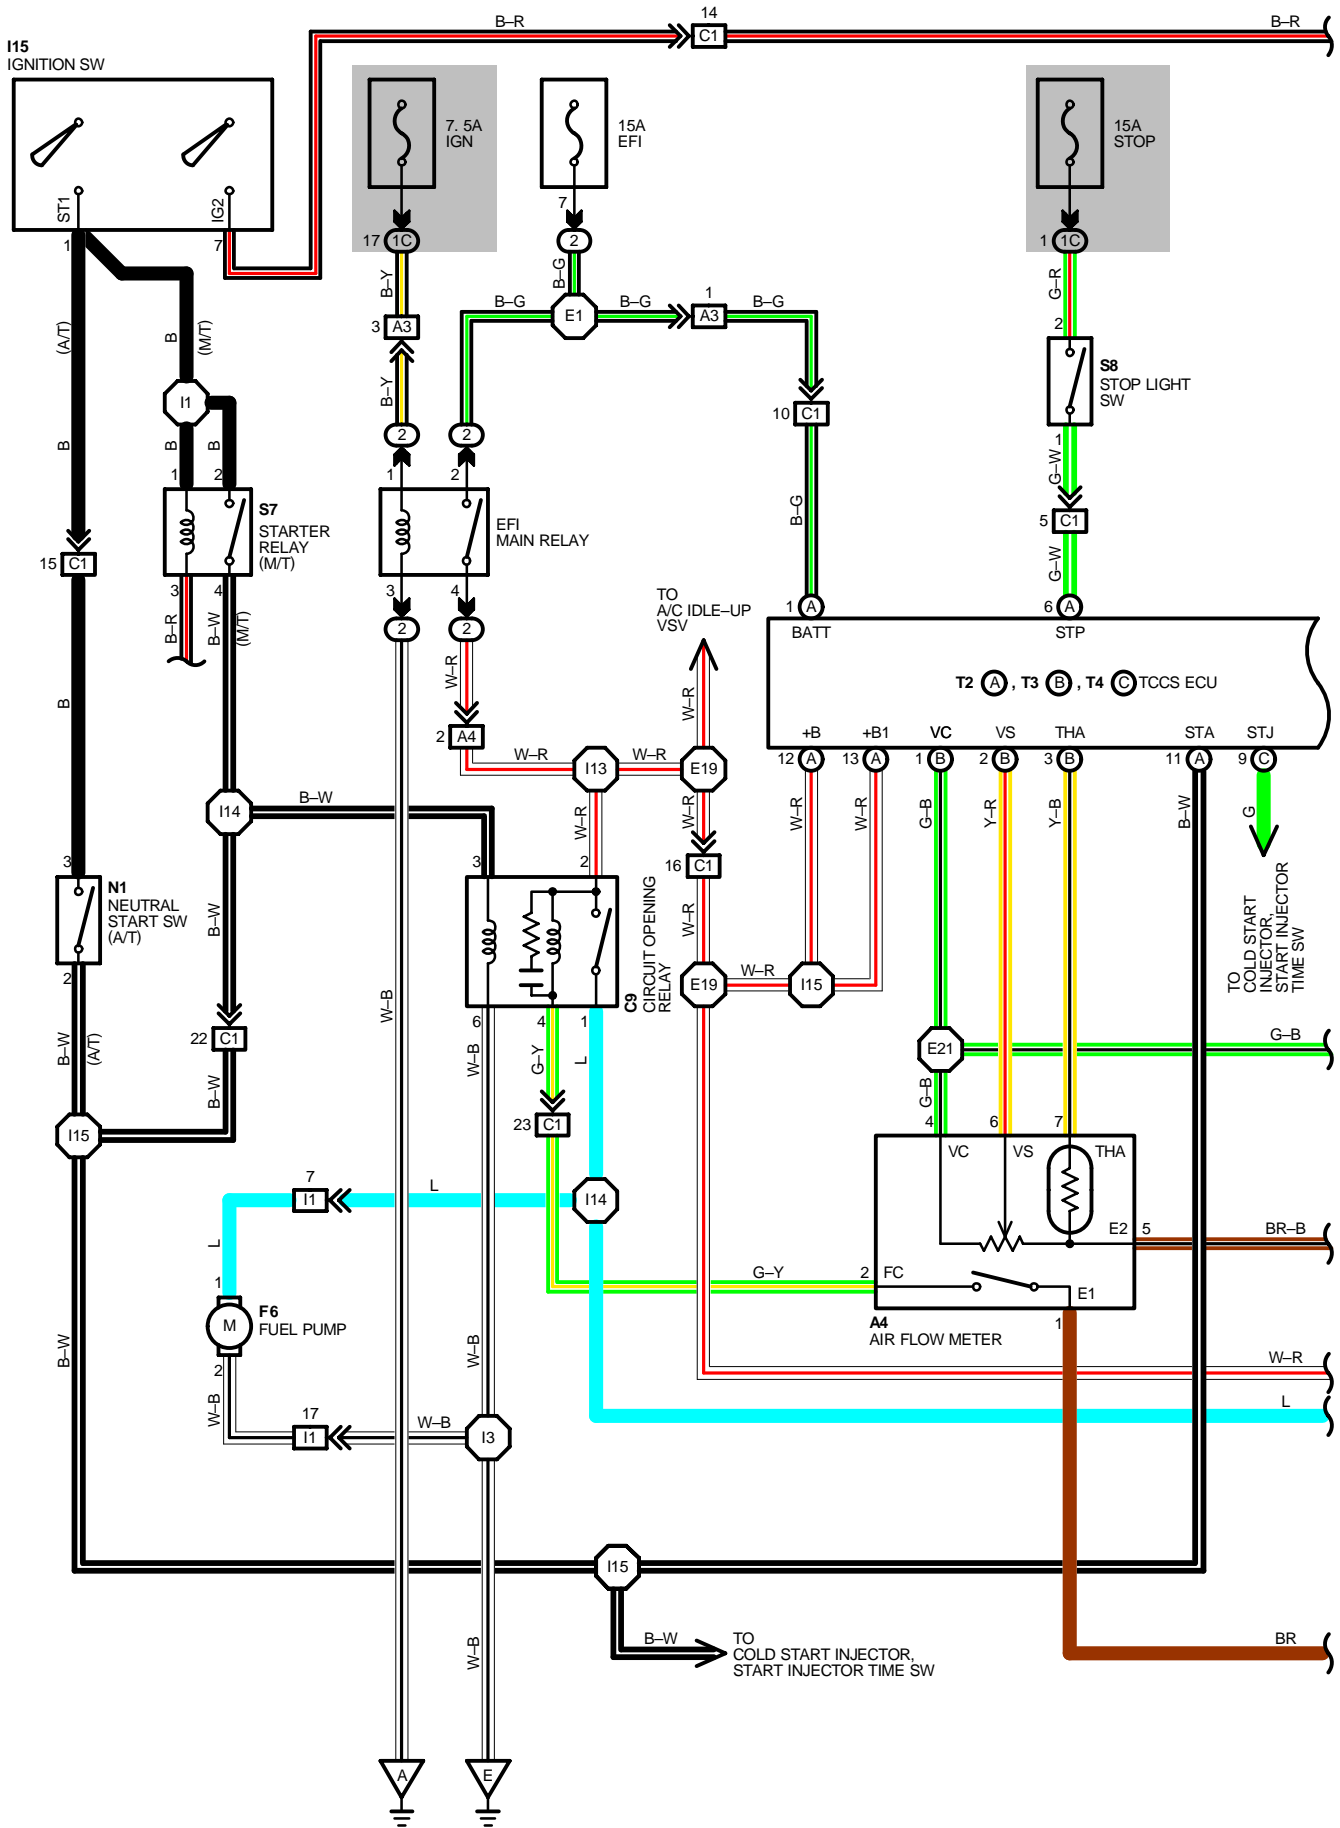 14
B–R
C1
B–R
I15
IGNITION SW
7. 5A
IGN
15A
EFI
15A
STOP
ST1
IG2
1
7
17
1C
7
2
1
1C
B–Y
B–G
G–R
B–G
B–G
1
B–G
3
A3
E1
A3
2
(A/T)
B
(M/T)
S8
STOP LIGHT
SW
B–Y
I1
10
C1
B
B
B
2
2
1
G–W
1
2
1
2
B–G
S7
STARTER
RELAY
(M/T)
EFI
MAIN RELAY
5
C1
15
C1
G–W
3
4
3
4
TO
A/C IDLE–UP
VSV
1
A
6
A
B–R
B–W
(M/T)
2
2
BATT
STP
W–R
W–R
B
T2
A
, T3
B
, T4
C
TCCS ECU
2
A4
+B
+B1
VC
VS
THA
STA
STJ
W–R
I13
W–R
E19
12
A
13
A
1
B
2
B
3
B
11
A
9
C
I14
B–W
W–R
W–R
W–R
W–R
G–B
Y–R
Y–B
B–W
G
3
3
2
16
C1
N1
NEUTRAL
START SW
(A/T)
B–W
W–R
TO
COLD START
INJECTOR,
START INJECTOR
TIME SW
C9
CIRCUIT OPENING
RELAY
2
W–B
E19
W–R
I15
6
4
1
22
C1
B–W
(A/T)
W–B
G–Y
L
E21
G–B
B–W
G–B
I15
23
C1
4
6
7
VC
VS
THA
7
I1
L
I14
L
E2
5
BR–B
1
G–Y
2
FC
E1
M
F6
FUEL PUMP
A4
AIR FLOW METER
1
B–W
W–B
2
W–R
W–B
17
I1
W–B
I3
L
I15
W–B
B–W
TO
COLD START INJECTOR,
START INJECTOR TIME SW
BR
A
E